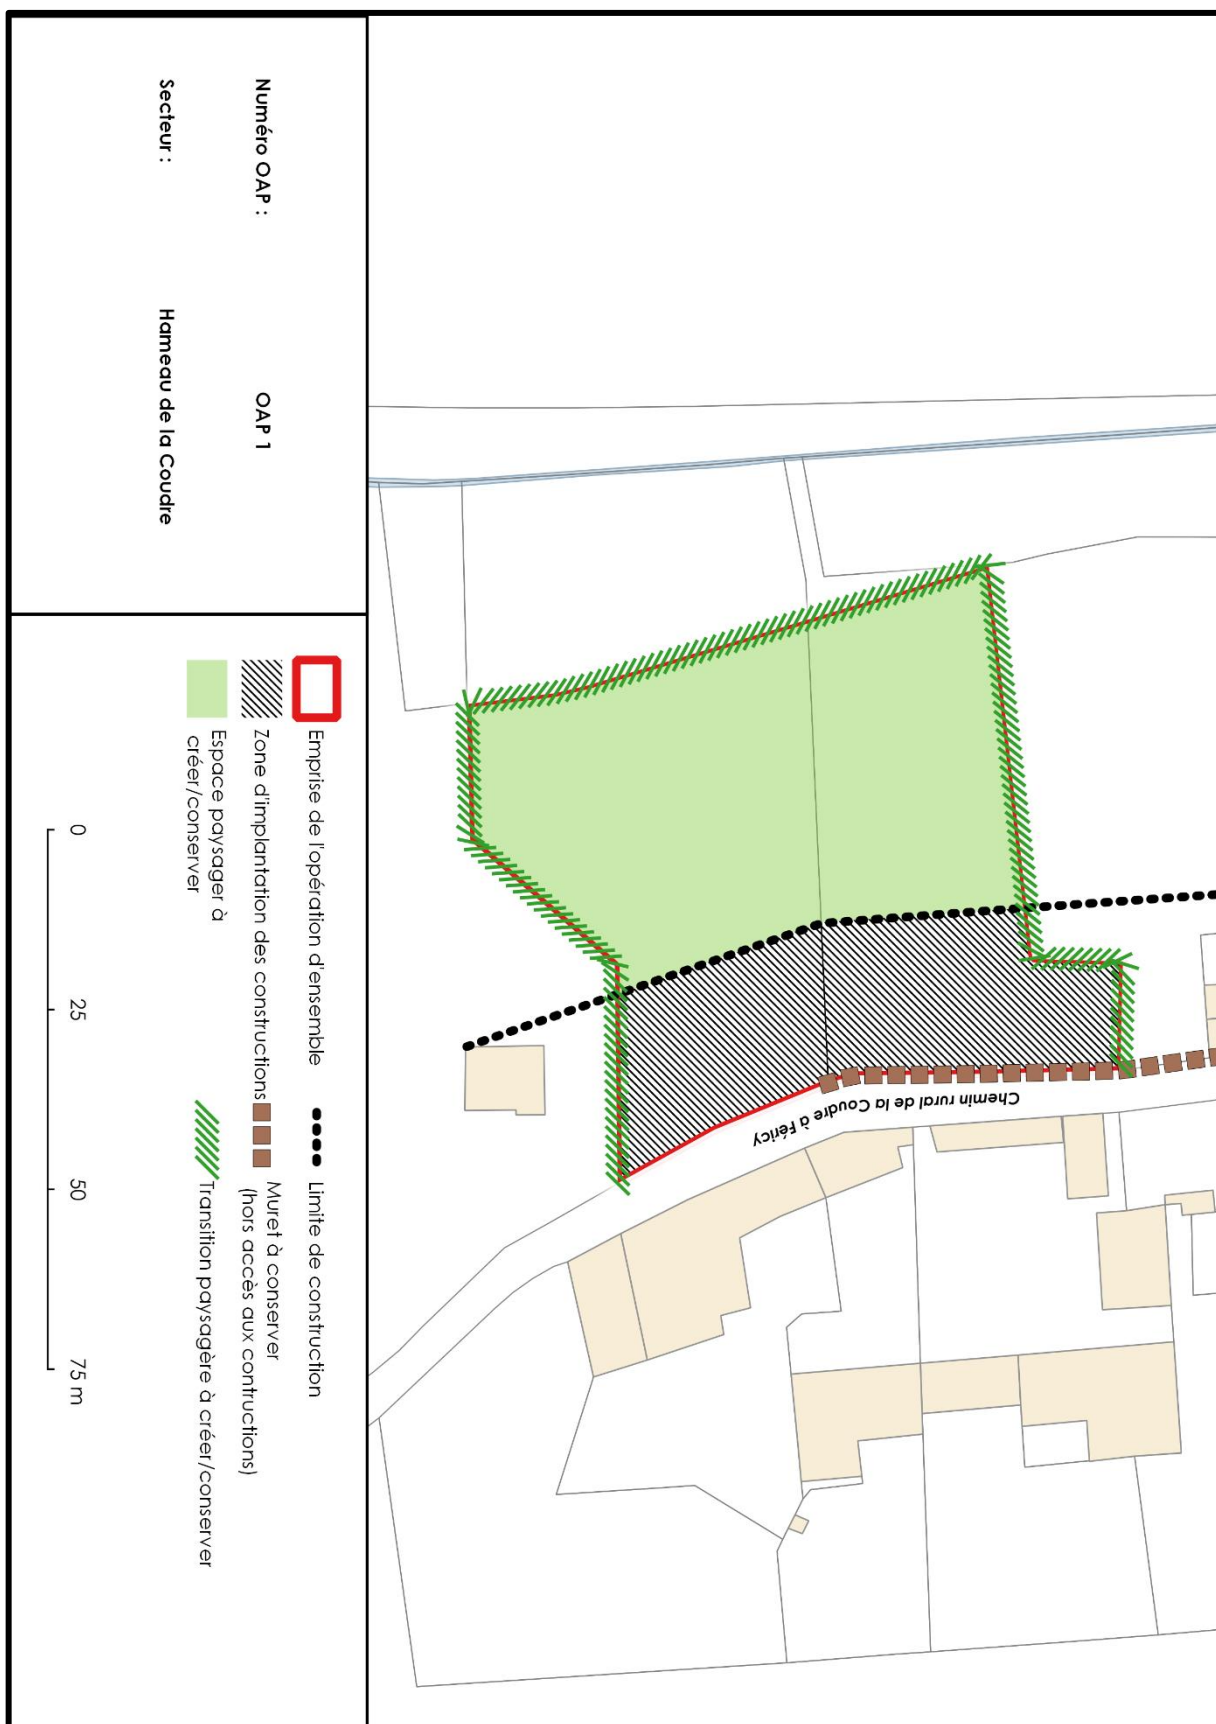 Chemin rural de la Coudre à Féricy
Numéro OAP :
OAP 1
Secteur :
Hameau de la Coudre
Emprise de l'opération d'ensemble
Zone d'implantation des constructions
Espace paysager à
créer/conserver
Limite de construction
Muret à conserver
(hors accès aux contructions)
Transition paysagère à créer/conserver
0
25
50
75 m